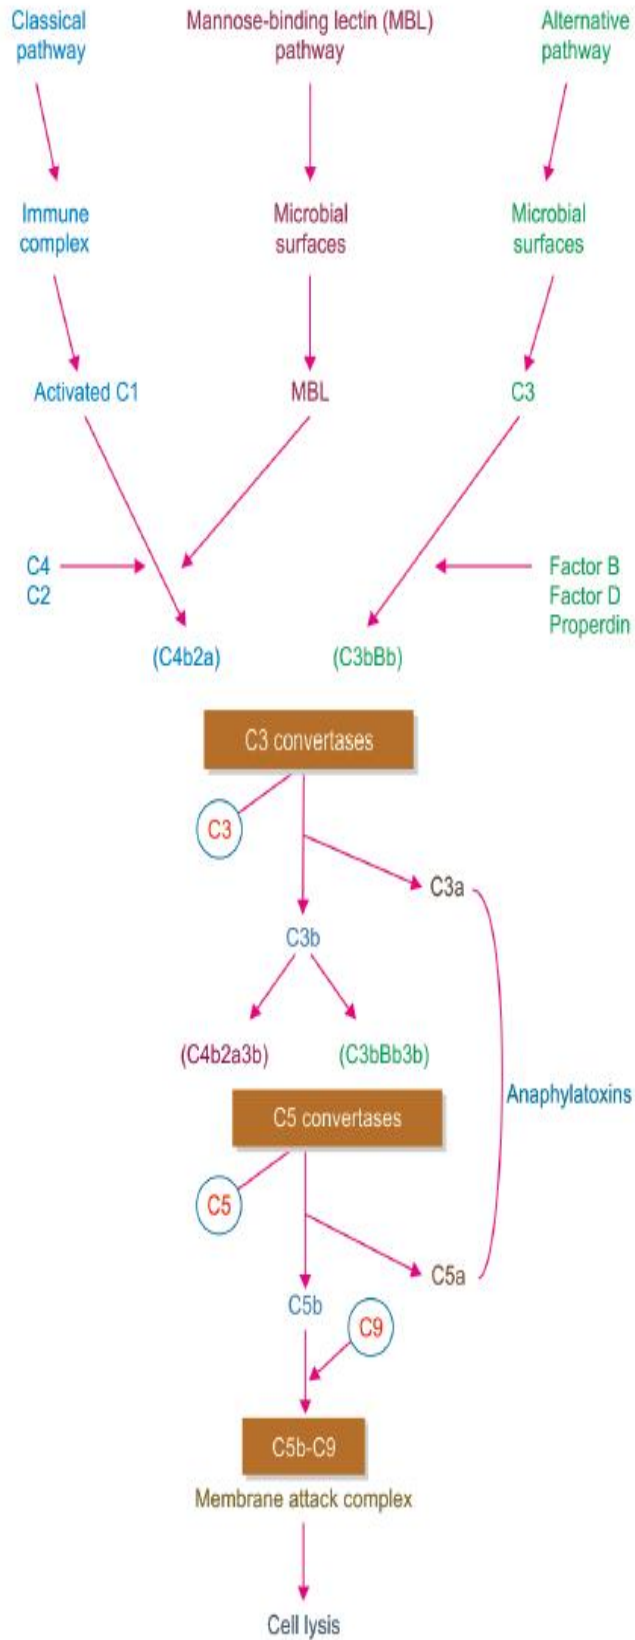 Classical
pathway
Mannose-binding lectin (MBL)
pathway
Alternative
pathway
Immune
complex
Microbial
surfaces
Microbial
surfaces
Activated C1
MBL
C3
C4
C2
Factor B
Factor D
Properdin
(C4b2a)
(C3bBb)
C3 convertases
C3
C3a
C3b
(C4b2a3b)
(C3bBb3b)
Anaphylatoxins
C5 convertases
C5
C5a
C5b
C9
C5b-C9
Membrane attack complex
Cell lysis